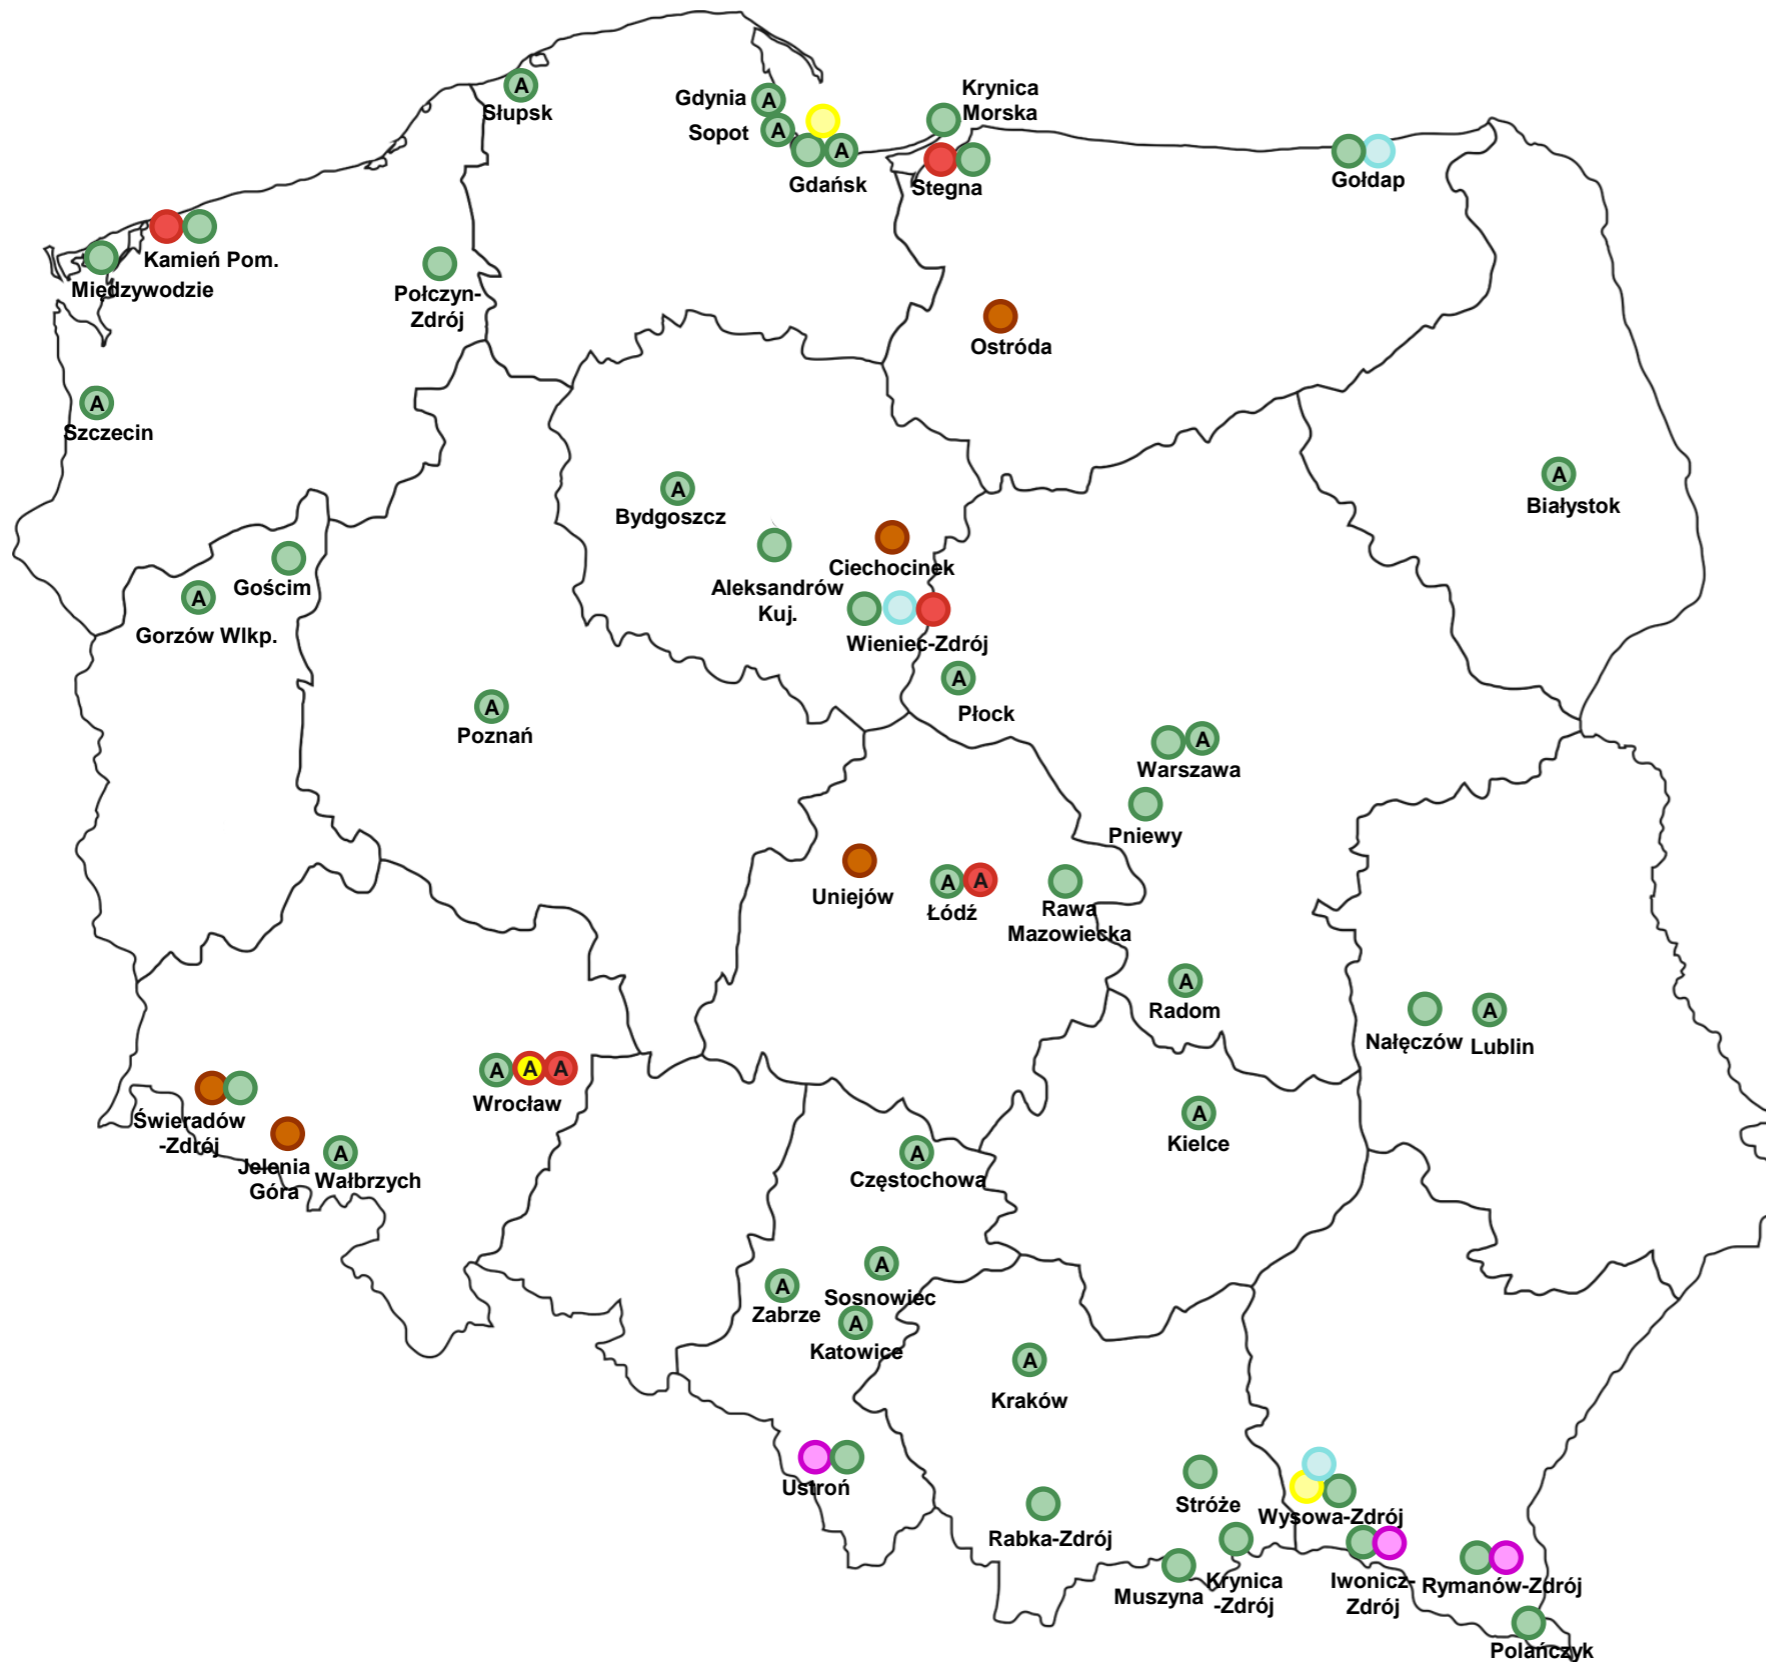 A
Słupsk
Gdynia
A
Sopot
A
A
Gdańsk
Krynica
Morska
Stegna
Gołdap
Kamień Pom.
Międzywodzie
Połczyn-
Zdrój
Ostróda
A
Szczecin
A
Bydgoszcz
A
Białystok
Gościm
A
Gorzów Wlkp.
Aleksandrów
Kuj.
Ciechocinek
Wieniec-Zdrój
A
Płock
A
Poznań
A
Warszawa
Pniewy
Uniejów
A A
Łódź
Rawa
Mazowiecka
A
Radom
Nałęczów
A
Lublin
A A A
Wrocław
Świeradów
-Zdrój
Jelenia
Góra
A
Wałbrzych
A
Kielce
A
Częstochowa
A
Sosnowiec
A
Zabrze
A
Katowice
A
Kraków
Ustroń
Stróże
Rabka-Zdrój
Wysowa-Zdrój
Muszyna
Krynica
-Zdrój
Iwonicz-
Zdrój
Rymanów-Zdrój
Polańczyk